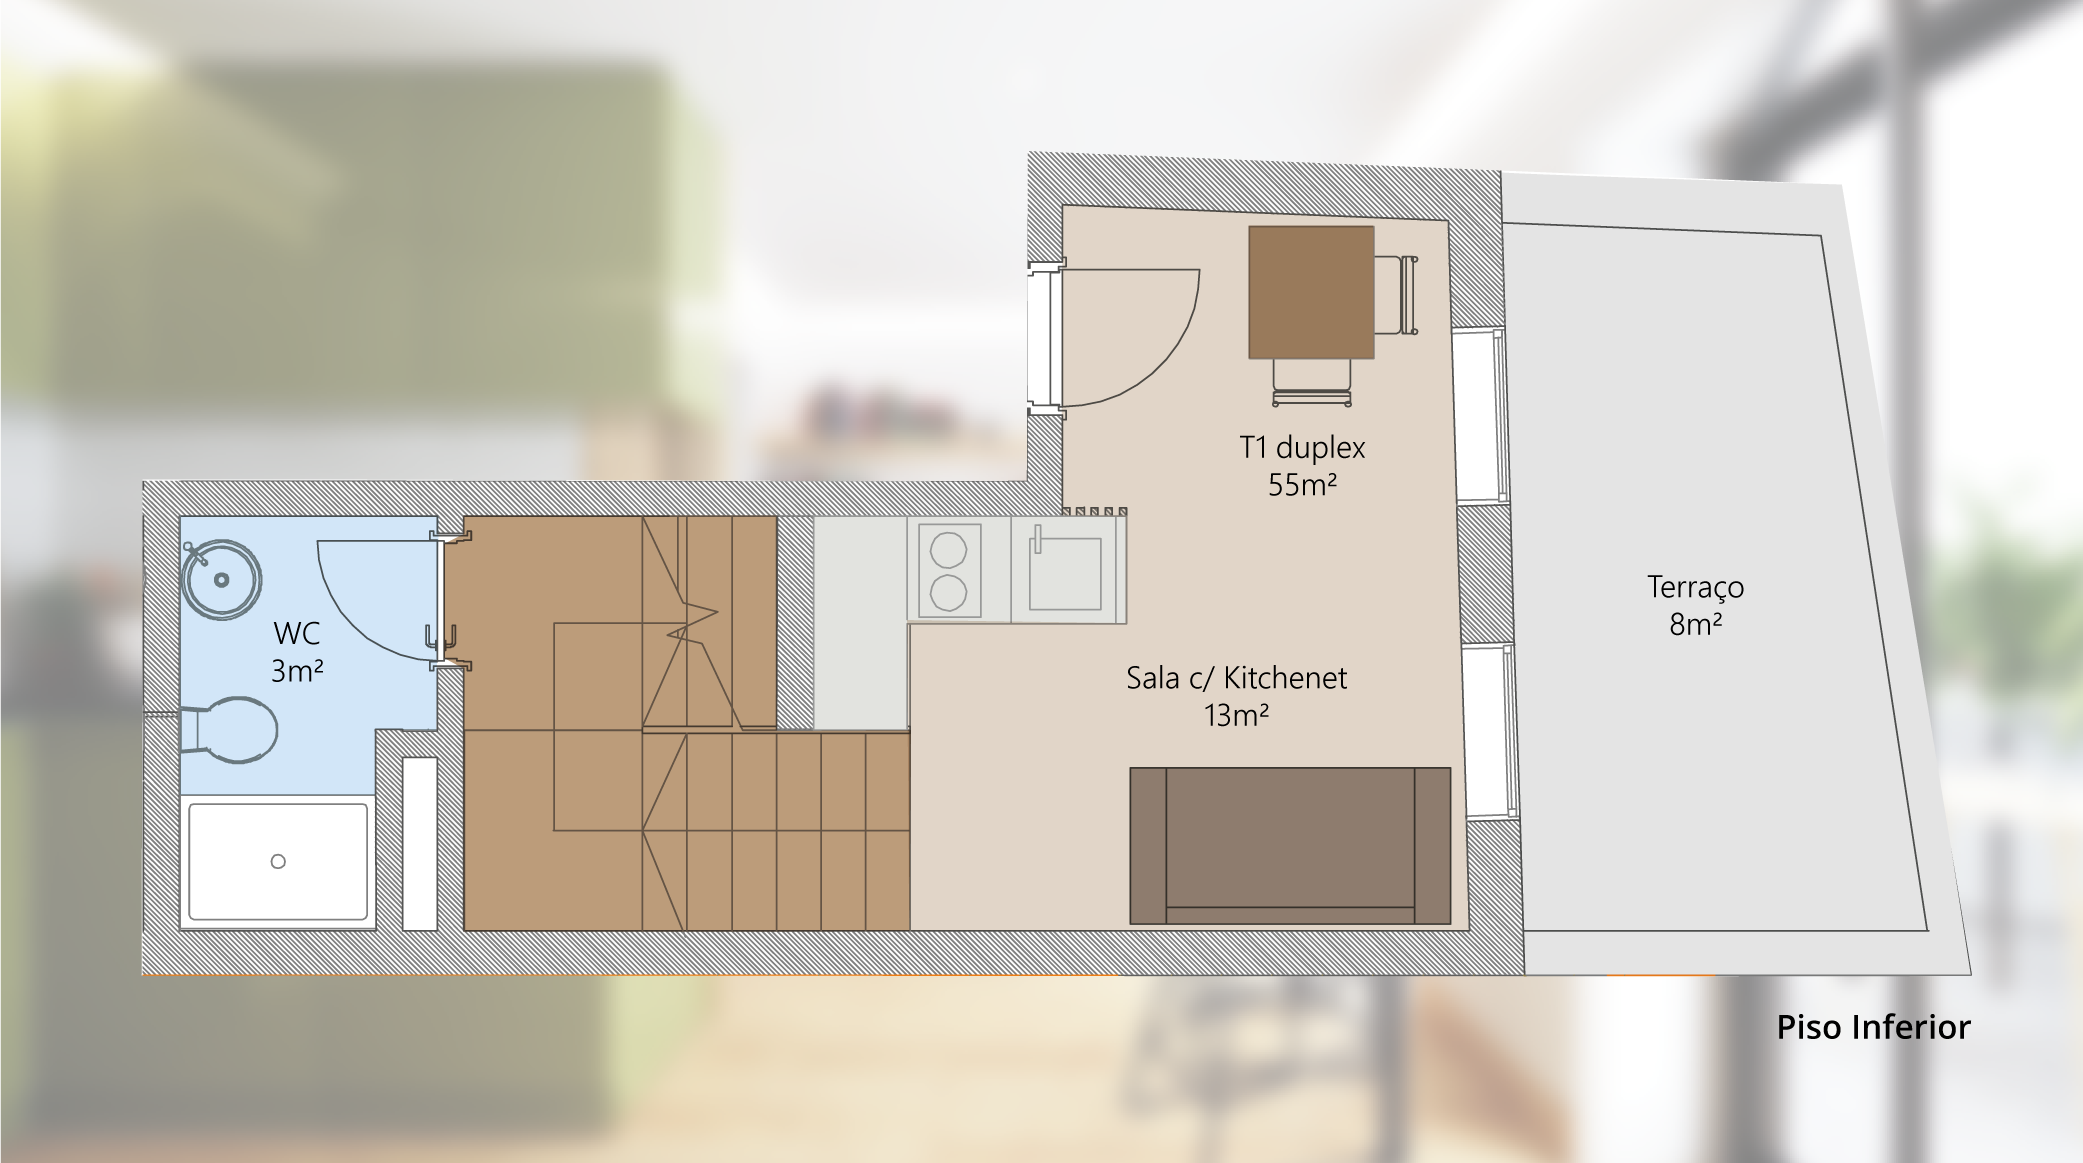 T1 duplex
55m²
Terraço
8m²
WC
3m²
Sala c/ Kitchenet
13m²
Piso Inferior